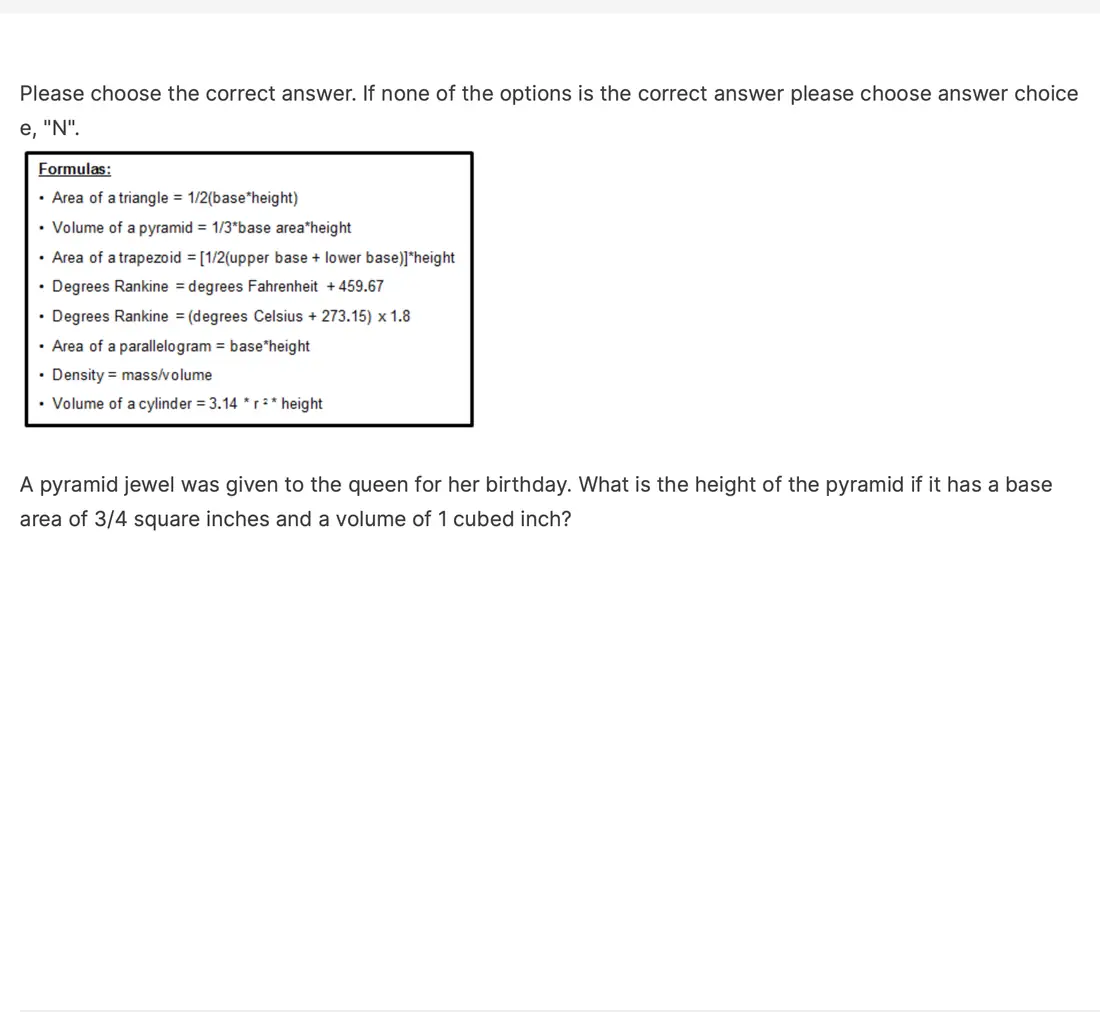 Please choose the correct answer. If none of the options is the correct answer please choose answer choice
e, "N".
Formulas:
• Area of a triangle = 1/2(base*height)
• Volume of a pyramid = 1/3*base area*height
• Area of a trapezoid = [1/2(upper base + lower base)]*height
• Degrees Rankine = degrees Fahrenheit + 459.67
• Degrees Rankine = (degrees Celsius + 273.15) x 1.8
• Area of a parallelogram = base*height
• Density = mass/volume
• Volume of a cylinder = 3.14 * r² * height
A pyramid jewel was given to the queen for her birthday. What is the height of the pyramid if it has a base
area of 3/4 square inches and a volume of 1 cubed inch?